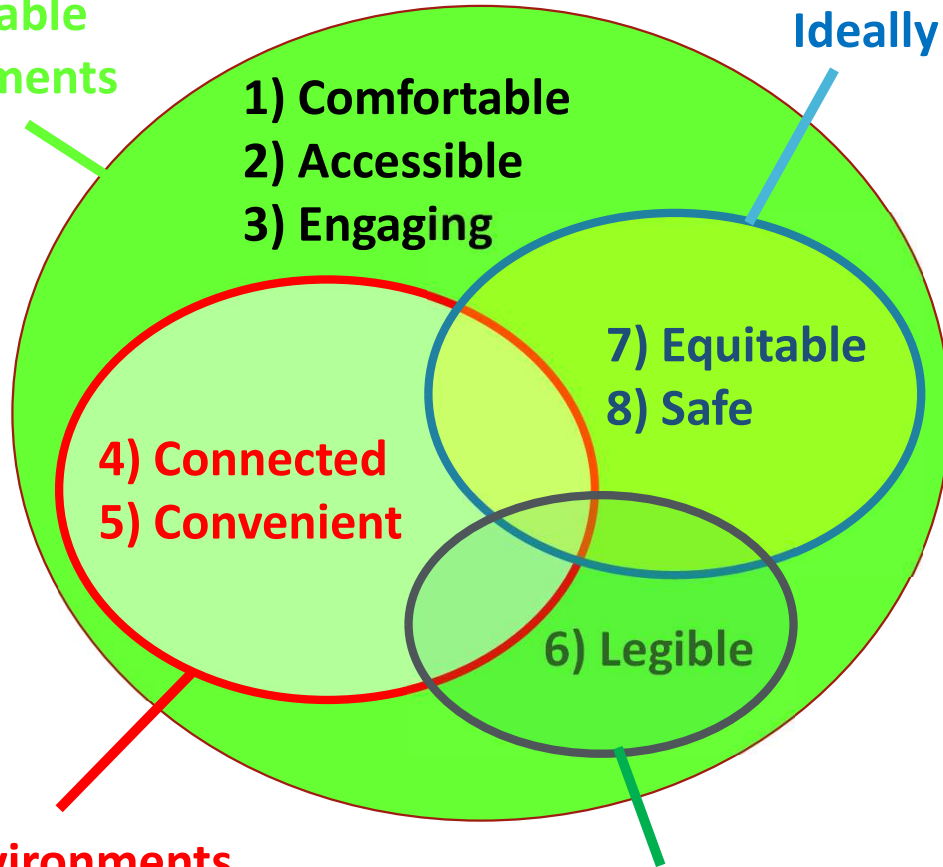 able
ments
Ideally
1) Comfortable
2) Accessible
3) Engaging
7) Equitable
8) Safe
4) Connected
5) Convenient
6) Legible
vironments